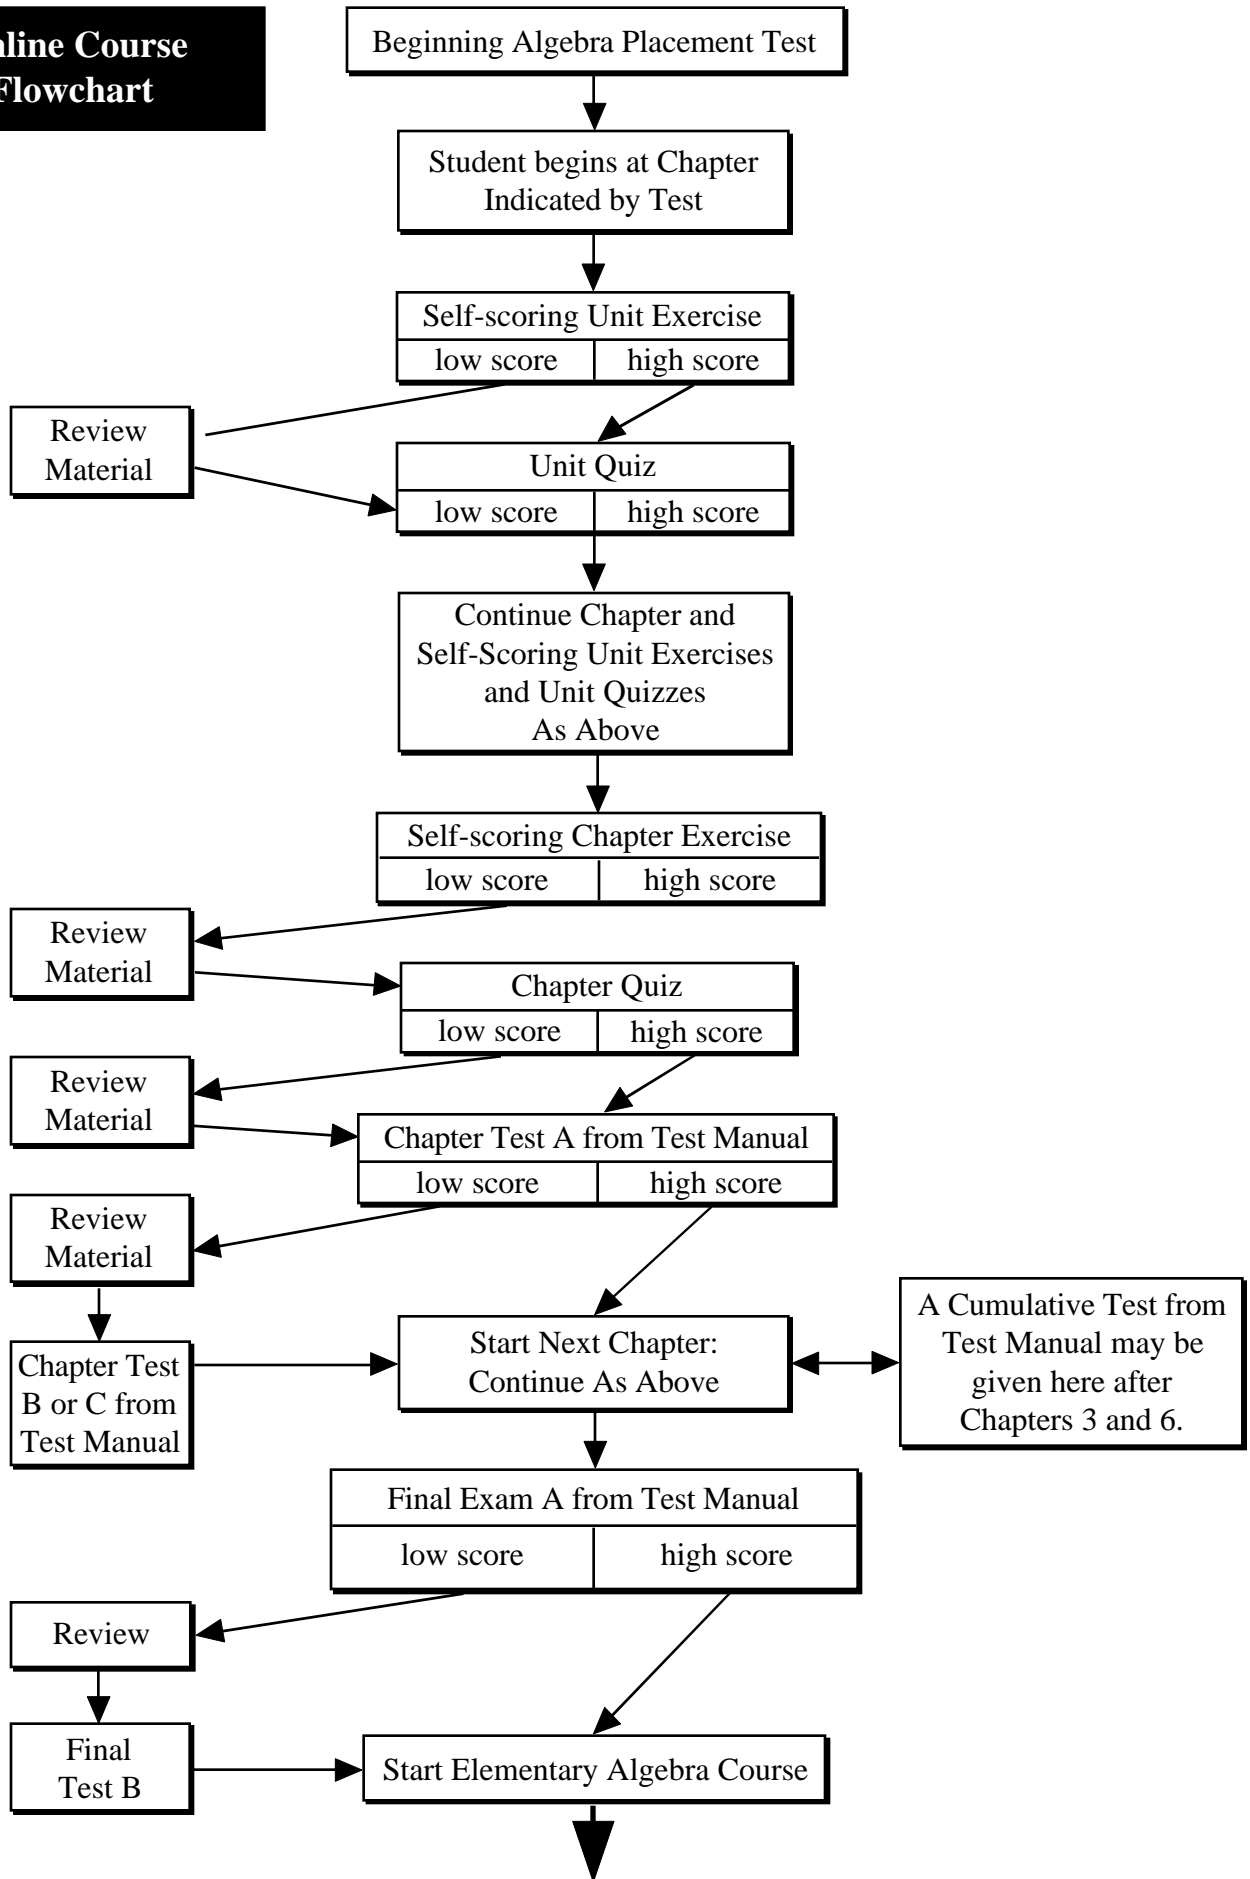 line Course
Flowchart
Beginning Algebra Placement Test
Student begins at Chapter
Indicated by Test
Self-scoring Unit Exercise
low score high score
Review
Material
Unit Quiz
low score high score
Continue Chapter and
Self-Scoring Unit Exercises
and Unit Quizzes
As Above
Self-scoring Chapter Exercise
low score high score
Review
Material
Chapter Quiz
low score high score
Review
Material
Chapter Test A from Test Manual
low score high score
Review
Material
Chapter Test
B or C from
Test Manual
Start Next Chapter:
Continue As Above
A Cumulative Test from
Test Manual may be
given here after
Chapters 3 and 6.
Final Exam A from Test Manual
low score high score
Review
Final
Test B
Start Elementary Algebra Course